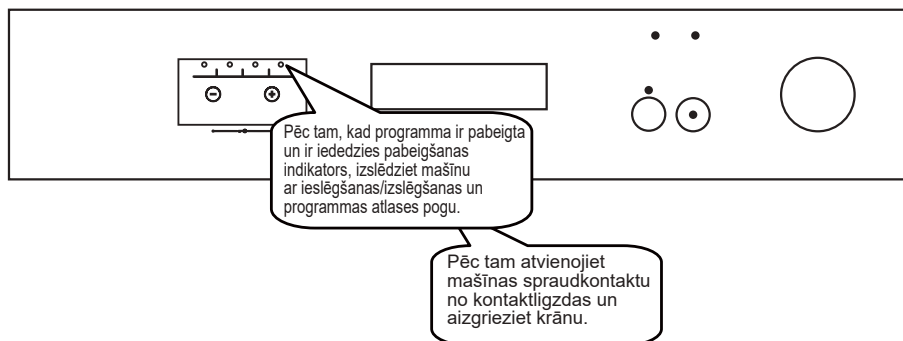 Pēc tam, kad programma ir pabeigta
un ir iededzies pabeigšanas
indikators, izslēdziet mašīnu
ar ieslēgšanas/izslēgšanas un
programmas atlases pogu.
Pēc tam atvienojiet
mašīnas spraudkontaktu
no kontaktligzdas un
aizgrieziet krānu.